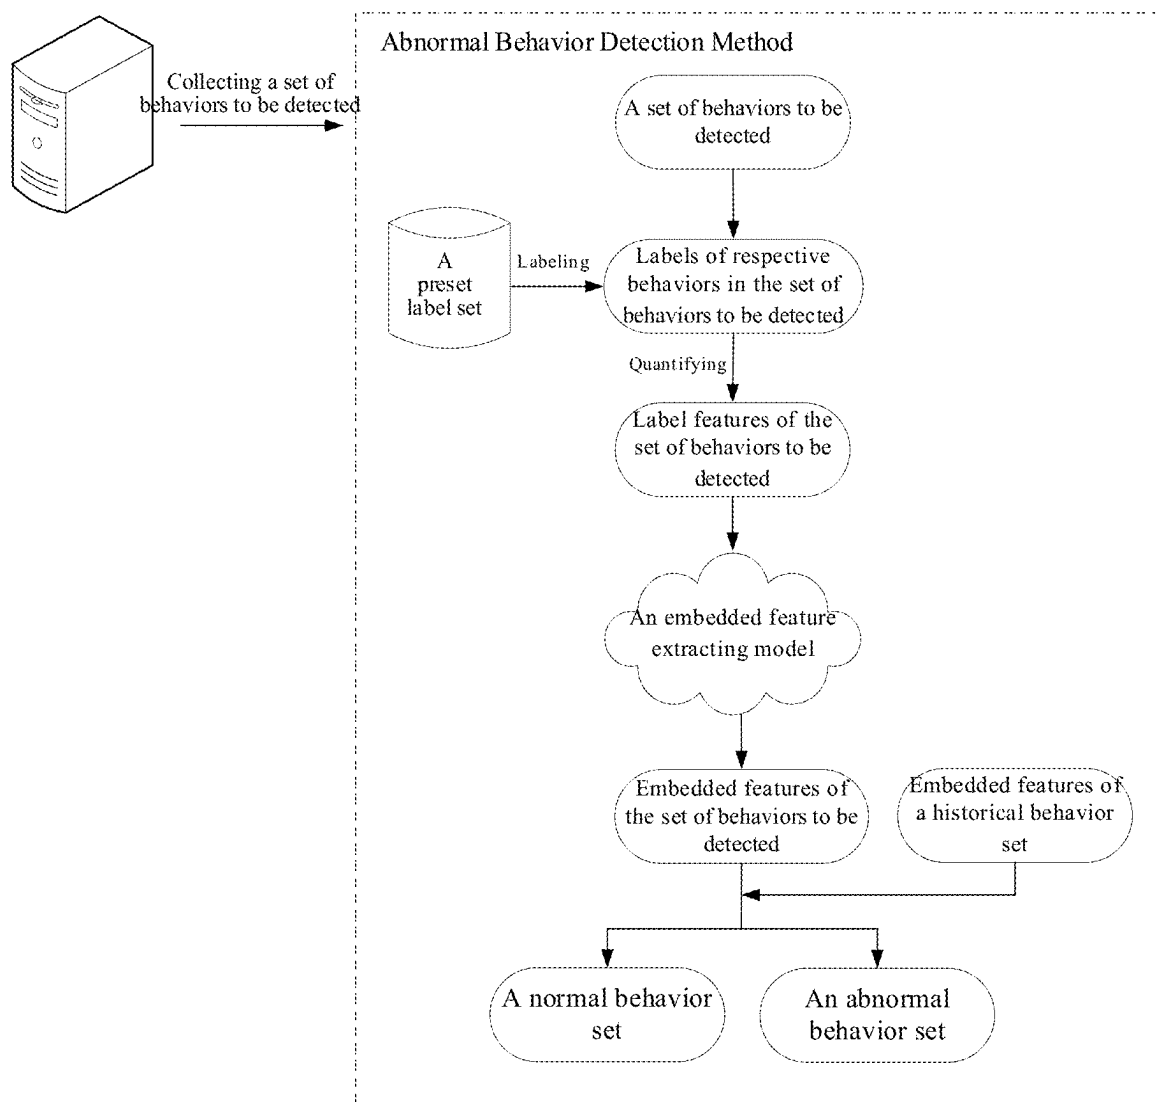 Abnormal Behavior Detection Method
Collecting a set of
behaviors to be detected
A set of behaviors to be
detected
A
preset
label set
Labeling
Labels of respective
behaviors in the set of
behaviors to be detected
Quantifying
Label features of the
set of behaviors to be
detected
An embedded feature
extracting model
Embedded features of
the set of behaviors to be
detected
Embedded features of
a historical behavior
set
A normal behavior
set
An abnormal
behavior set